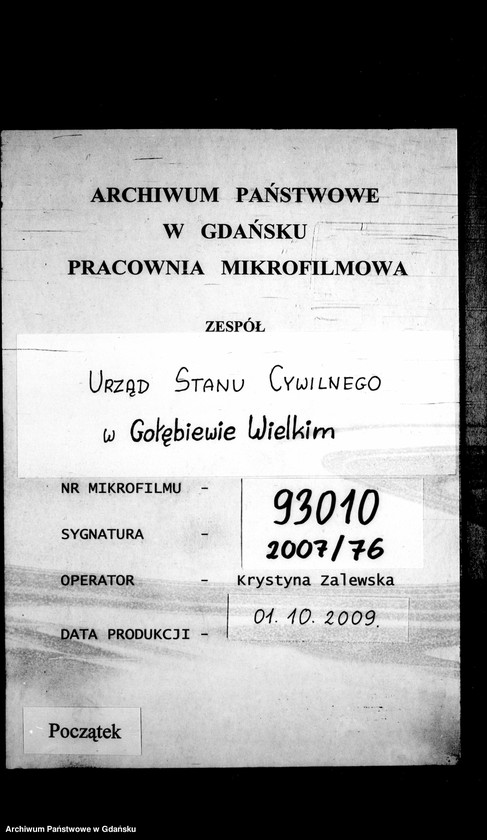 ARCHIWUM PAŃSTWOWE
W GDAŃSKU
PRACOWNIA MIKROFILMOWA
ZESPÓŁ
URZĄD STANU CYWILNEGO
w Gołębiewie Wielkim
NR MIKROFILMU - 93010
SYGNATURA - 2007/76
OPERATOR - Krystyna Zalewska
DATA PRODUKCJI - 01.10.2009.
Początek
Archiwum Państwowe w Gdańsku